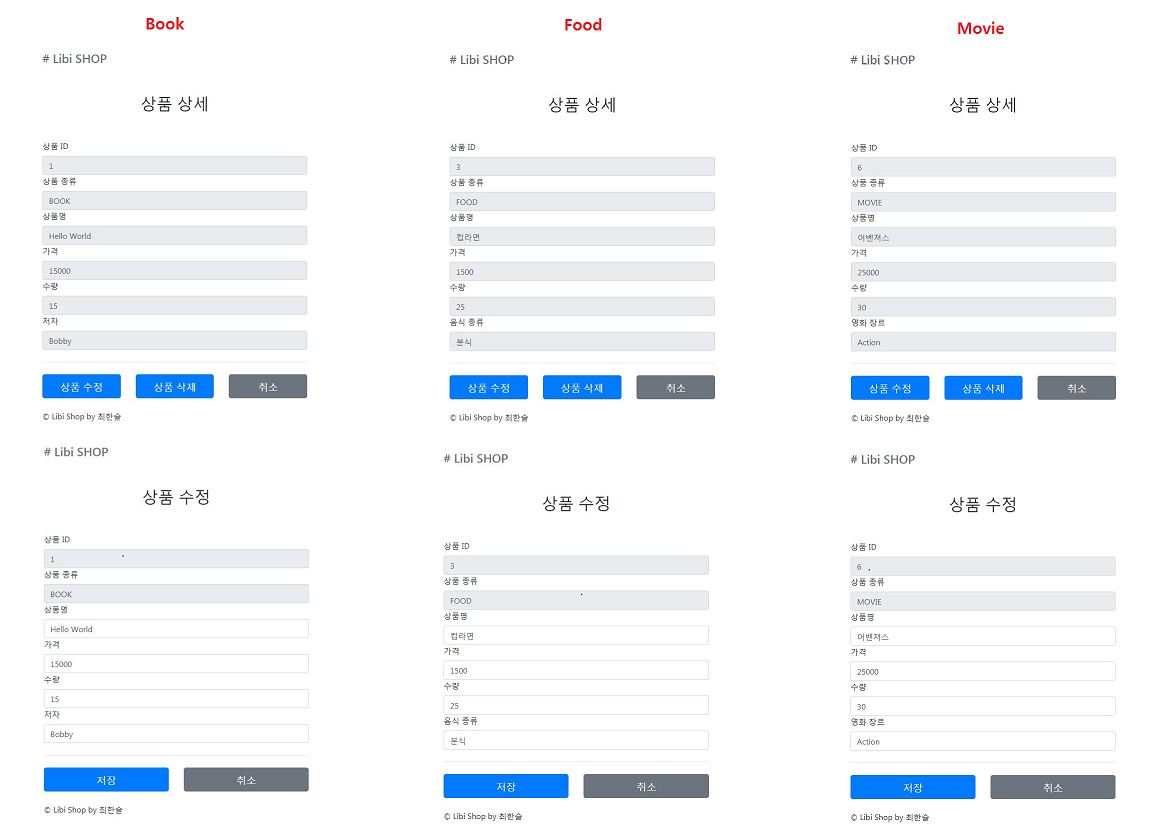 Book
# Libi SHOP
상품 상세
상품 ID
1
상품 종류
BOOK
상품명
Hello World
가격
15000
수량
15
저자
Bobby
상품 수정 상품 삭제 취소
© Libi Shop by 최한솔
# Libi SHOP
상품 수정
상품 ID
1
상품 종류
BOOK
상품명
Hello World
가격
15000
수량
15
저자
Bobby
저장 취소
© Libi Shop by 최한솔
Food
# Libi SHOP
상품 상세
상품 ID
3
상품 종류
FOOD
상품명
컵라면
가격
1500
수량
25
음식 종류
분식
상품 수정 상품 삭제 취소
© Libi Shop by 최한솔
# Libi SHOP
상품 수정
상품 ID
3
상품 종류
FOOD
상품명
컵라면
가격
1500
수량
25
음식 종류
분식
저장 취소
© Libi Shop by 최한솔
Movie
# Libi SHOP
상품 상세
상품 ID
6
상품 종류
MOVIE
상품명
어벤져스
가격
25000
수량
30
영화 장르
Action
상품 수정 상품 삭제 취소
© Libi Shop by 최한솔
# Libi SHOP
상품 수정
상품 ID
6
상품 종류
MOVIE
상품명
어벤져스
가격
25000
수량
30
영화 장르
Action
저장 취소
© Libi Shop by 최한솔